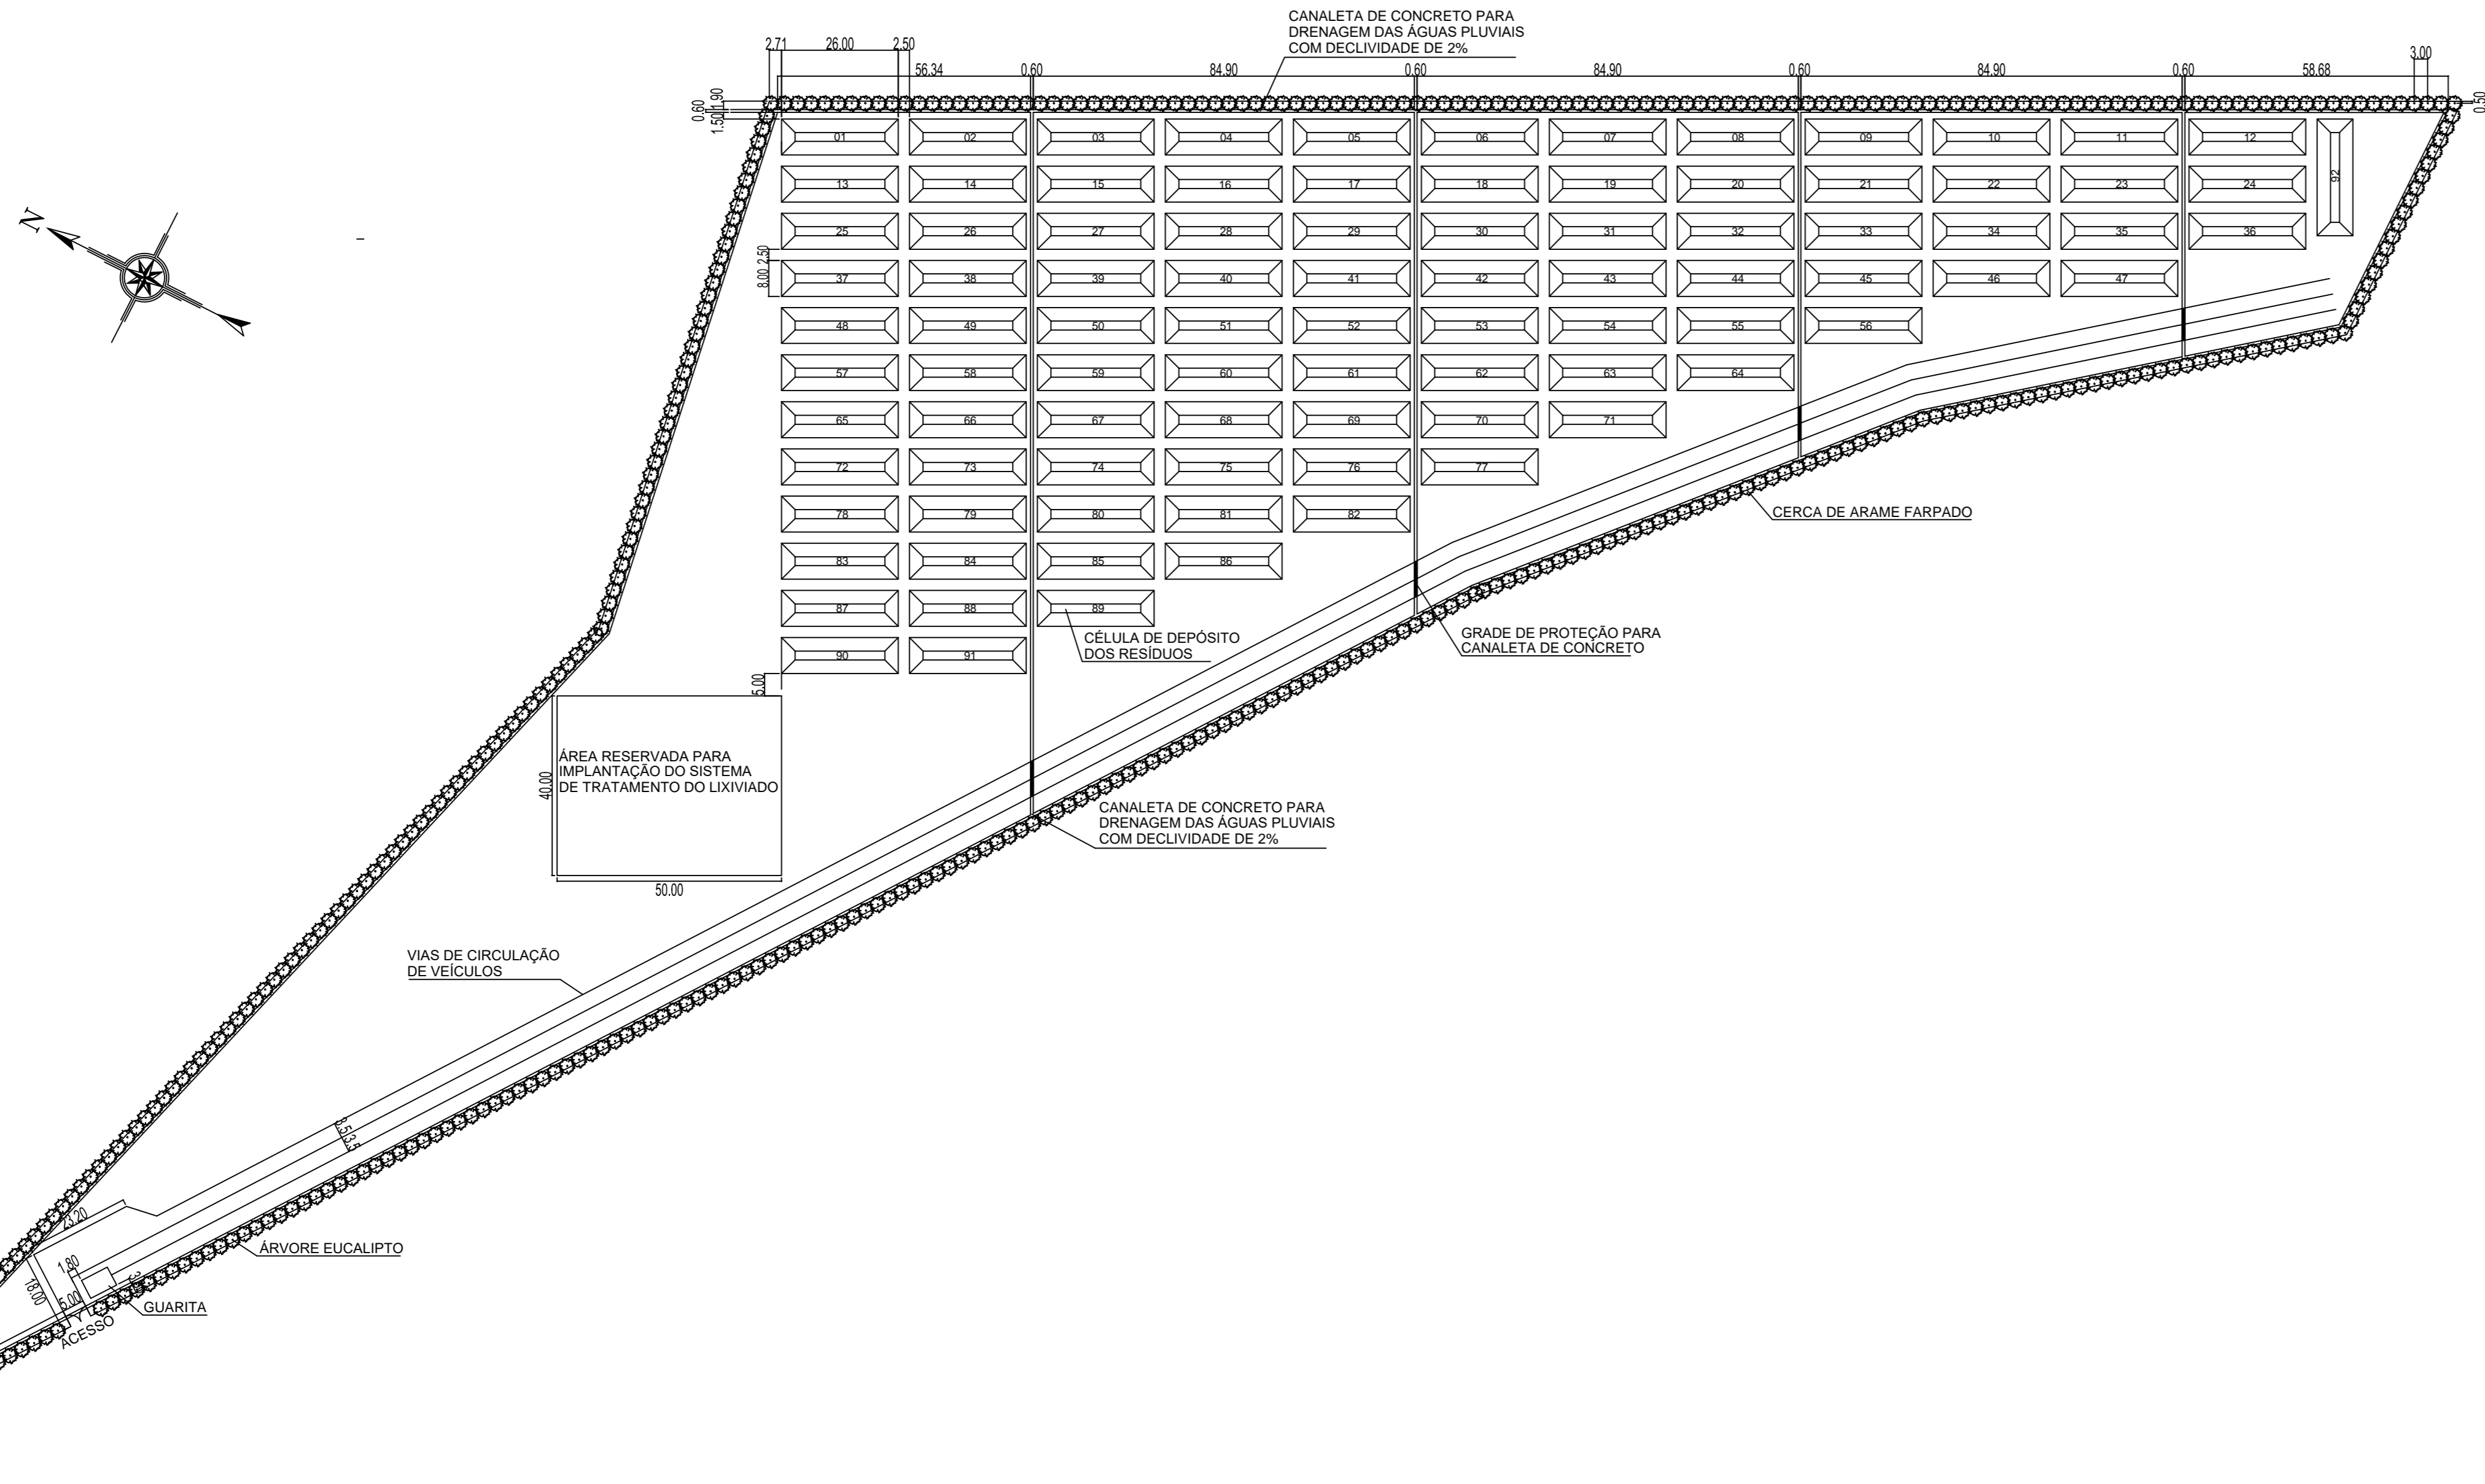 CANALETA DE CONCRETO PARA
DRENAGEM DAS ÁGUAS PLUVIAIS
COM DECLIVIDADE DE 2%
2.71 26.00 2.50 3.00
56.34 0.60 84.90 0.60 84.90 0.60 84.90 0.60 58.68
1.90
0.60
1.50
0.50
01 02 03 04 05 06 07 08 09 10 11 12
92
13 14 15 16 17 18 19 20 21 22 23 24
N
25 26 27 28 29 30 31 32 33 34 35 36
2.50
8.00
37 38 39 40 41 42 43 44 45 46 47
48 49 50 51 52 53 54 55 56
57 58 59 60 61 62 63 64
65 66 67 68 69 70 71
72 73 74 75 76 77
78 79 80 81 82
CERCA DE ARAME FARPADO
83 84 85 86
87 88 89
CÉLULA DE DEPÓSITO
DOS RESÍDUOS
GRADE DE PROTEÇÃO PARA
CANALETA DE CONCRETO
90 91
5.00
ÁREA RESERVADA PARA
IMPLANTAÇÃO DO SISTEMA
DE TRATAMENTO DO LIXIVIADO
40.00
50.00
CANALETA DE CONCRETO PARA
DRENAGEM DAS ÁGUAS PLUVIAIS
COM DECLIVIDADE DE 2%
VIAS DE CIRCULAÇÃO
DE VEÍCULOS
23.20
ÁRVORE EUCALIPTO
1.80
18.00
5.00
GUARITA
ACESSO